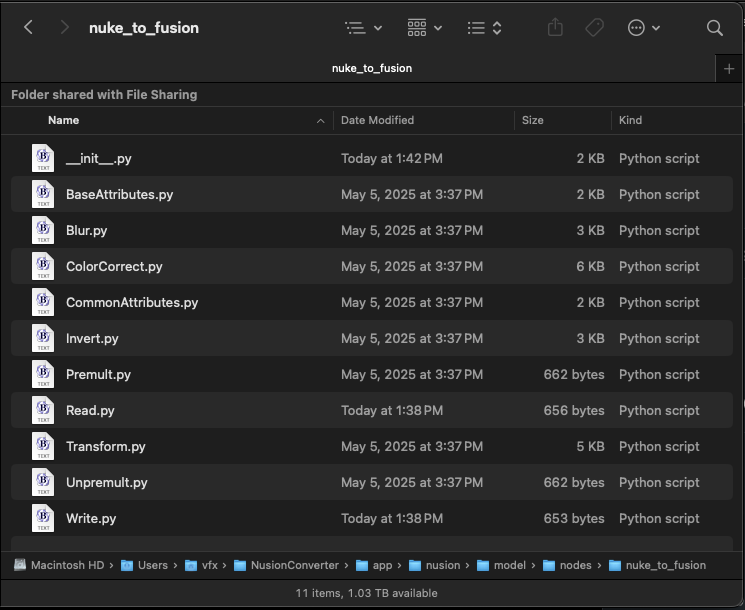 nuke_to_fusion
nuke_to_fusion
Folder shared with File Sharing
Name Date Modified Size Kind
__init__.py Today at 1:42 PM 2 KB Python script
BaseAttributes.py May 5, 2025 at 3:37 PM 2 KB Python script
Blur.py May 5, 2025 at 3:37 PM 3 KB Python script
ColorCorrect.py May 5, 2025 at 3:37 PM 6 KB Python script
CommonAttributes.py May 5, 2025 at 3:37 PM 2 KB Python script
Invert.py May 5, 2025 at 3:37 PM 3 KB Python script
Premult.py May 5, 2025 at 3:37 PM 662 bytes Python script
Read.py Today at 1:38 PM 656 bytes Python script
Transform.py May 5, 2025 at 3:37 PM 5 KB Python script
Unpremult.py May 5, 2025 at 3:37 PM 662 bytes Python script
Write.py Today at 1:38 PM 653 bytes Python script
Macintosh HD › Users › vfx › NusionConverter › app › nusion › model › nodes › nuke_to_fusion
11 items, 1.03 TB available